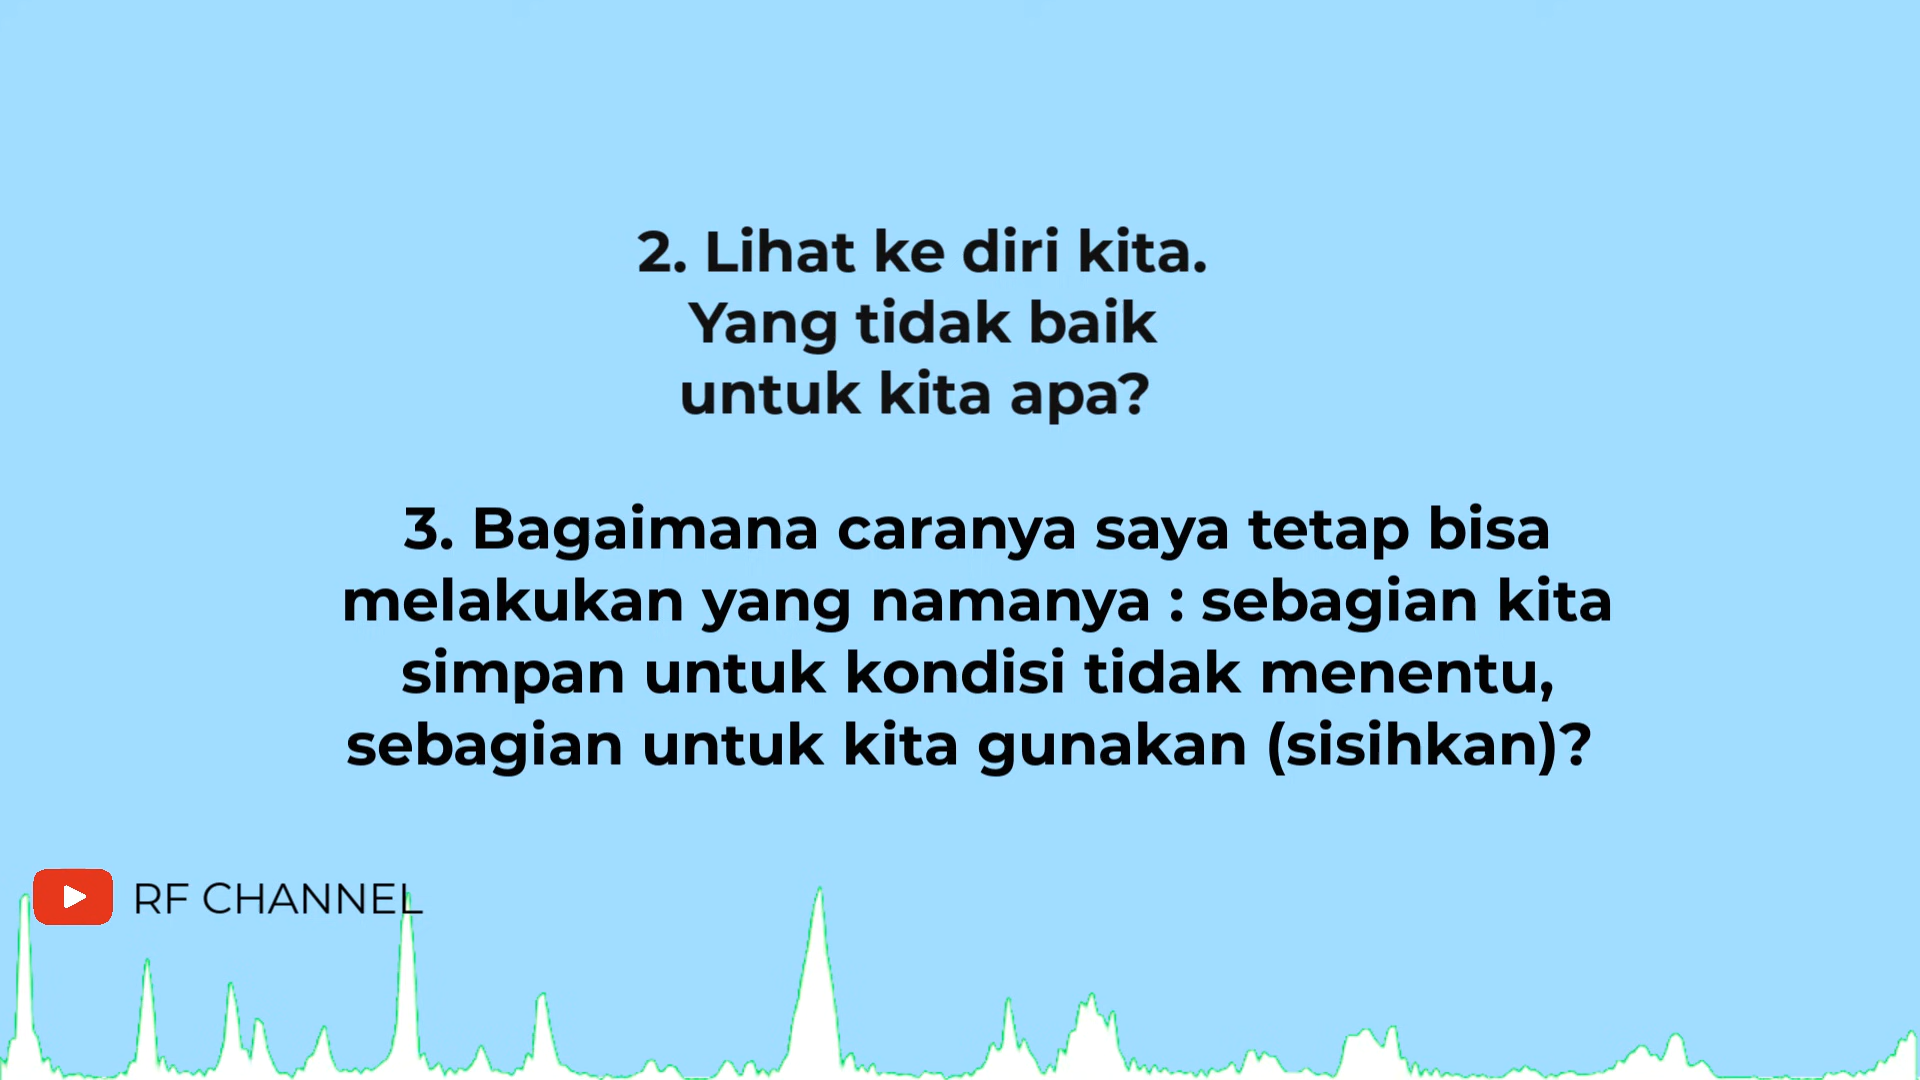 2. Lihat ke diri kita.
Yang tidak baik
untuk kita apa?
3. Bagaimana caranya saya tetap bisa
melakukan yang namanya : sebagian kita
simpan untuk kondisi tidak menentu,
sebagian untuk kita gunakan (sisihkan)?
RF CHANNEL